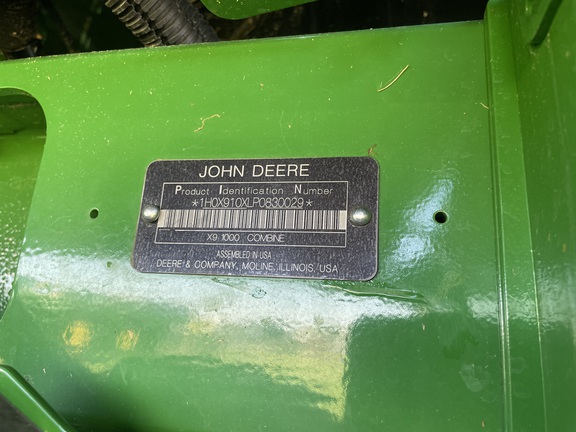 JOHN DEERE
Product Identification Number
*1H0X910XLP0830029*
X9 1000 COMBINE
ASSEMBLED IN USA
DEERE & COMPANY, MOLINE, ILLINOIS, USA